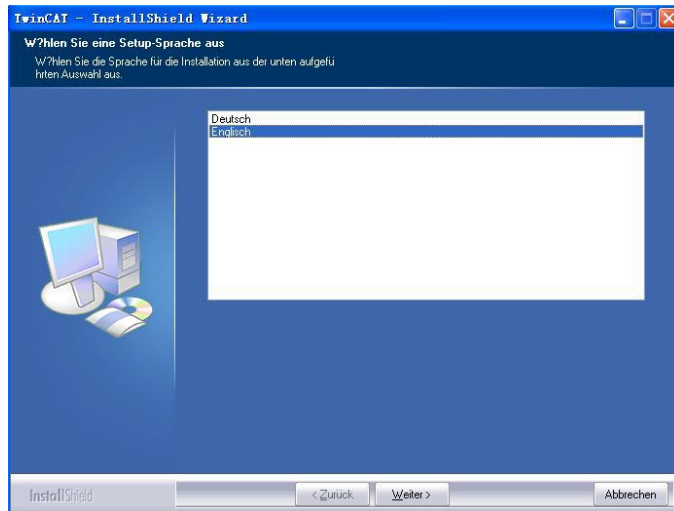 TwinCAT - InstallShield Wizard
W?hlen Sie eine Setup-Sprache aus
W?hlen Sie die Sprache für die Installation aus der unten aufgefü
hrten Auswahl aus.
Deutsch
Englisch
InstallShield
< Zurück
Weiter >
Abbrechen